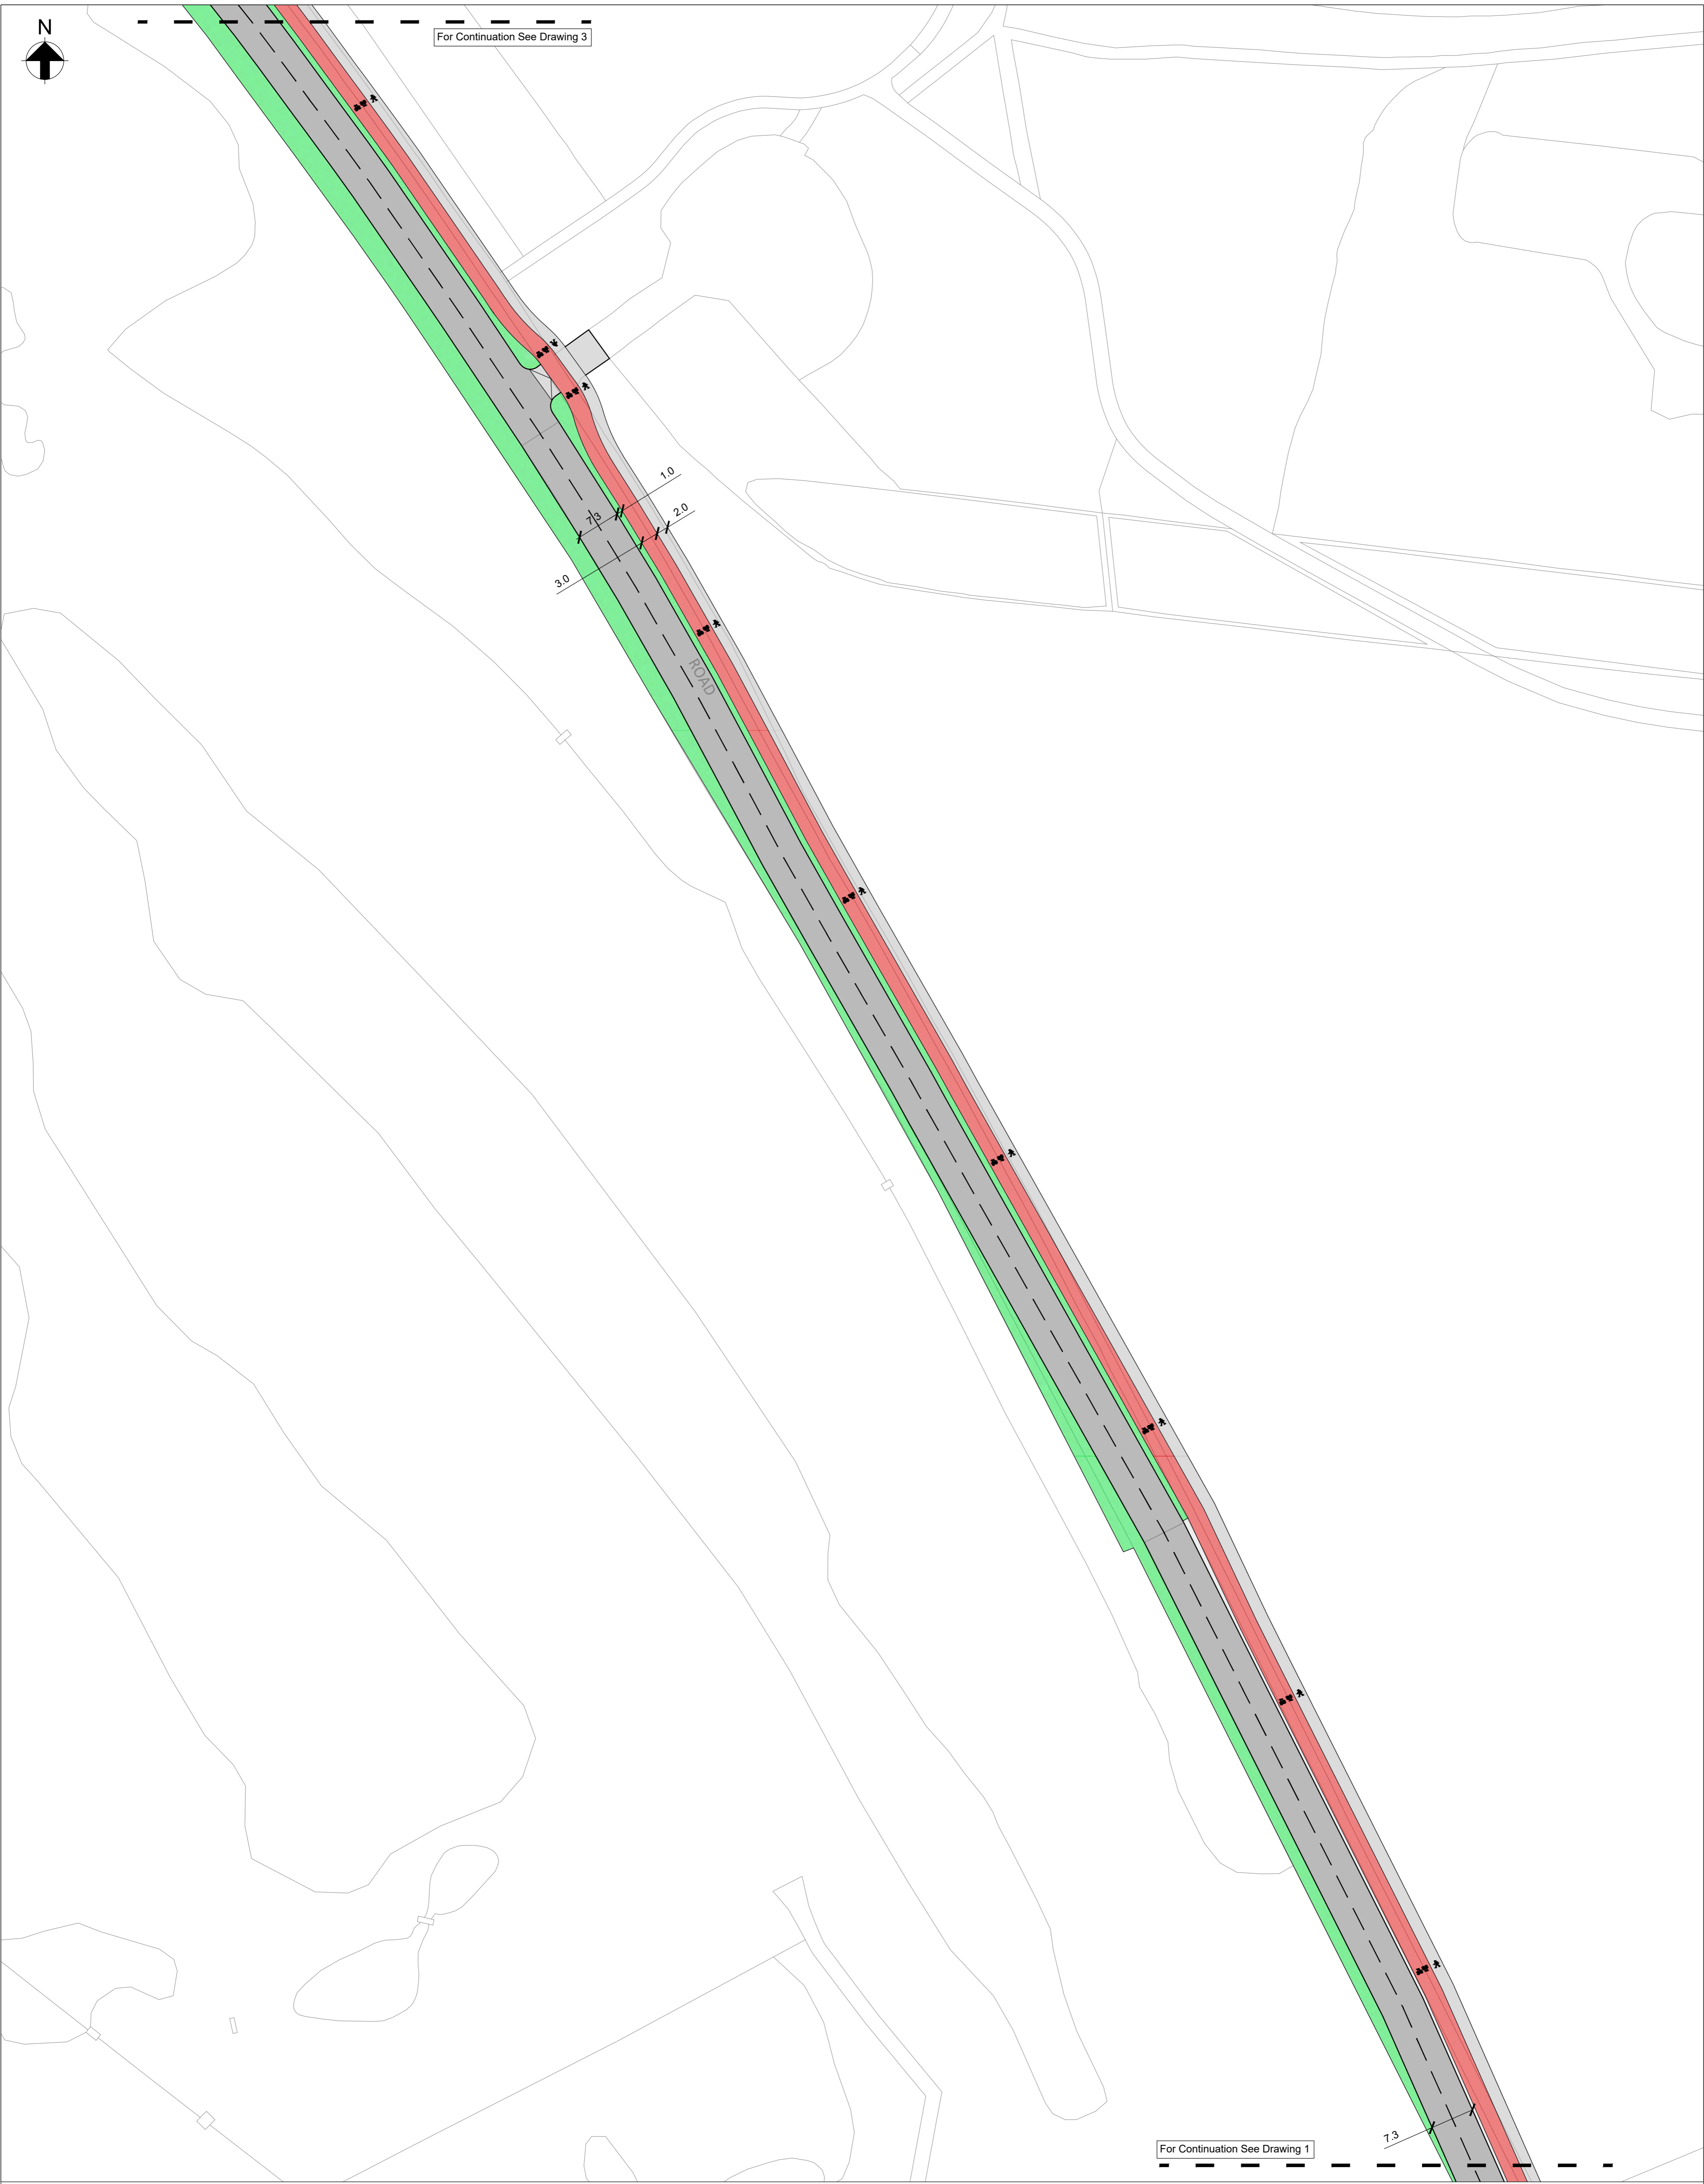 N
For Continuation See Drawing 3
1.0
2.0
7.3
3.0
ROAD
For Continuation See Drawing 1
7.3